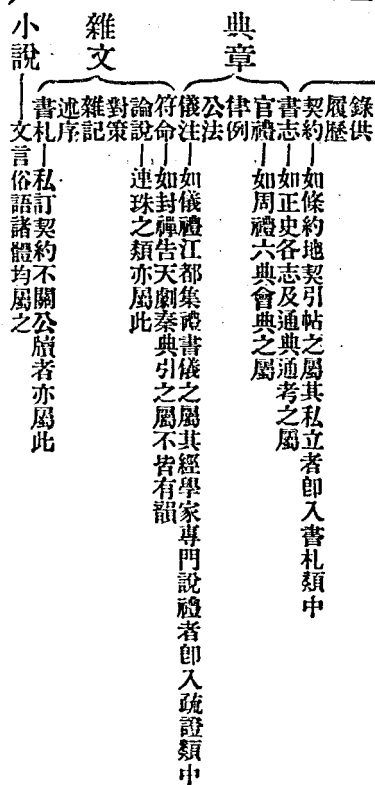 錄供
履歷
契約—如條約地契引帖之屬其私立者卽入書札類中
典章
書志—如正史各志及通典通考之屬
官禮—如周禮六典會典之屬
律例
公法
儀注—如儀禮江都集禮書儀之屬其經學家專門說禮者卽入疏證類中
雜文
符命—如封禪告天劇秦典引之屬不皆有韻
論說—連珠之類亦屬此
對策
雜記
述序
書札—私訂契約不關公牘者亦屬此
小說—文言俗語諸體均屬之